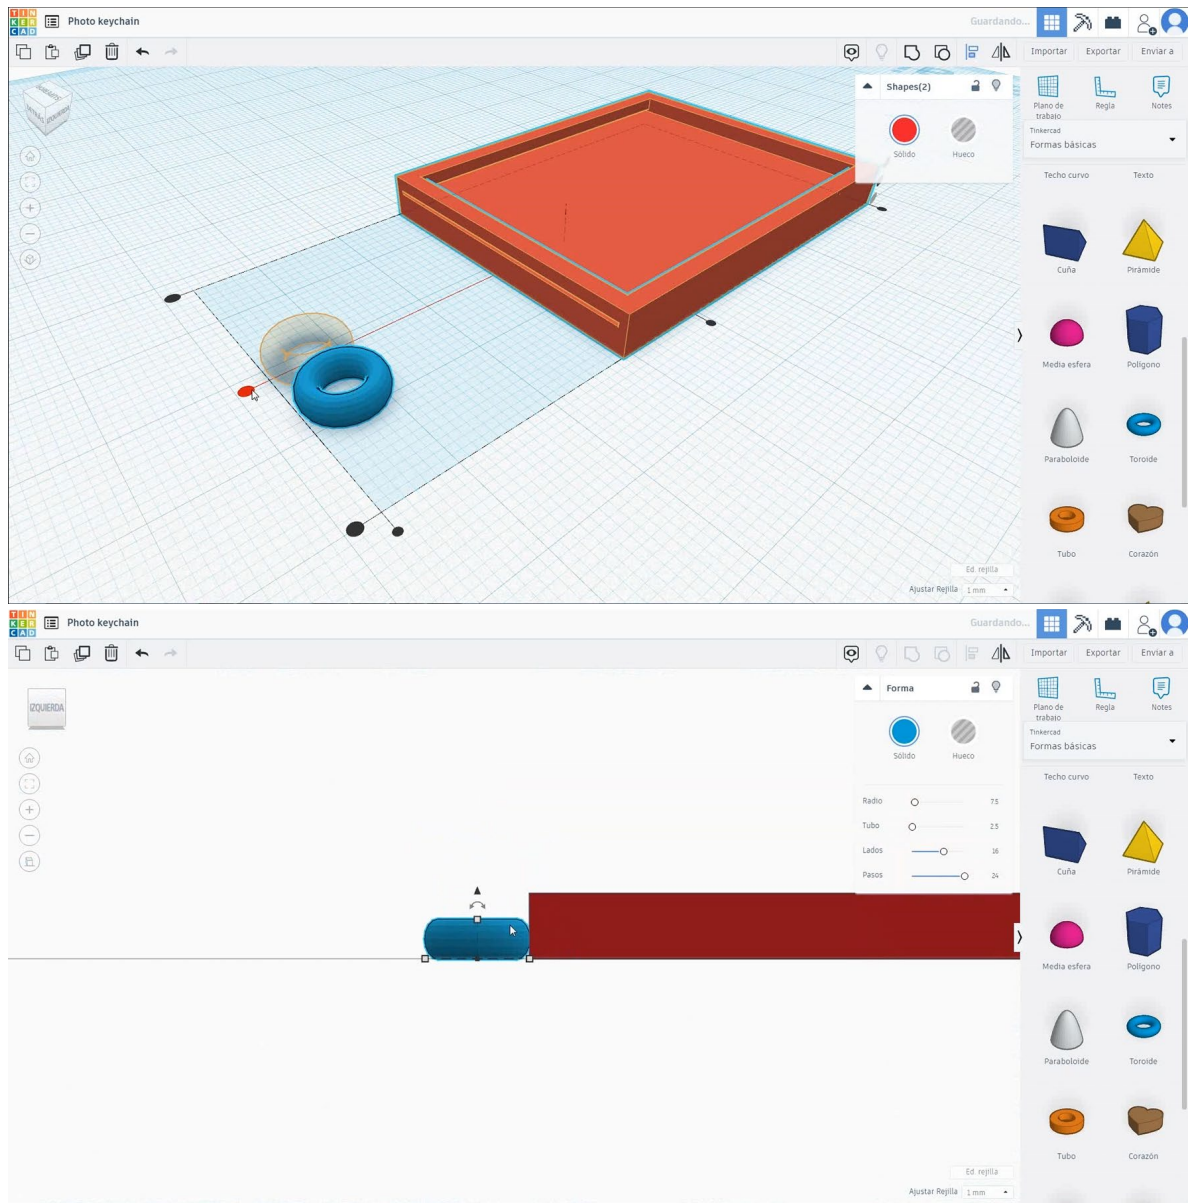 TIN
KER
CAD
Photo keychain
Guardando...
Importar
Exportar
Enviar a
Shapes(2)
Sólido
Hueco
Plano de
trabajo
Regla
Notes
Tinkercad
Formas básicas
Techo curvo
Texto
Cuña
Pirámide
Media esfera
Polígono
Paraboloide
Toroide
Tubo
Corazón
Ed. rejilla
Ajustar Rejilla
1 mm
TIN
KER
CAD
Photo keychain
Guardando...
Importar
Exportar
Enviar a
IZQUIERDA
Forma
Sólido
Hueco
Radio
7.5
Tubo
2.5
Lados
16
Pasos
24
Plano de
trabajo
Regla
Notes
Tinkercad
Formas básicas
Techo curvo
Texto
Cuña
Pirámide
Media esfera
Polígono
Paraboloide
Toroide
Tubo
Corazón
Ed. rejilla
Ajustar Rejilla
1 mm